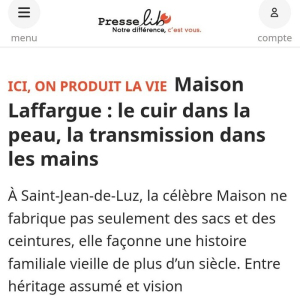 Presse lib
Notre différence, c'est vous.
menu
compte
ICI, ON PRODUIT LA VIE Maison
Laffargue : le cuir dans la
peau, la transmission dans
les mains
À Saint-Jean-de-Luz, la célèbre Maison ne
fabrique pas seulement des sacs et des
ceintures, elle façonne une histoire
familiale vieille de plus d’un siècle. Entre
héritage assumé et vision